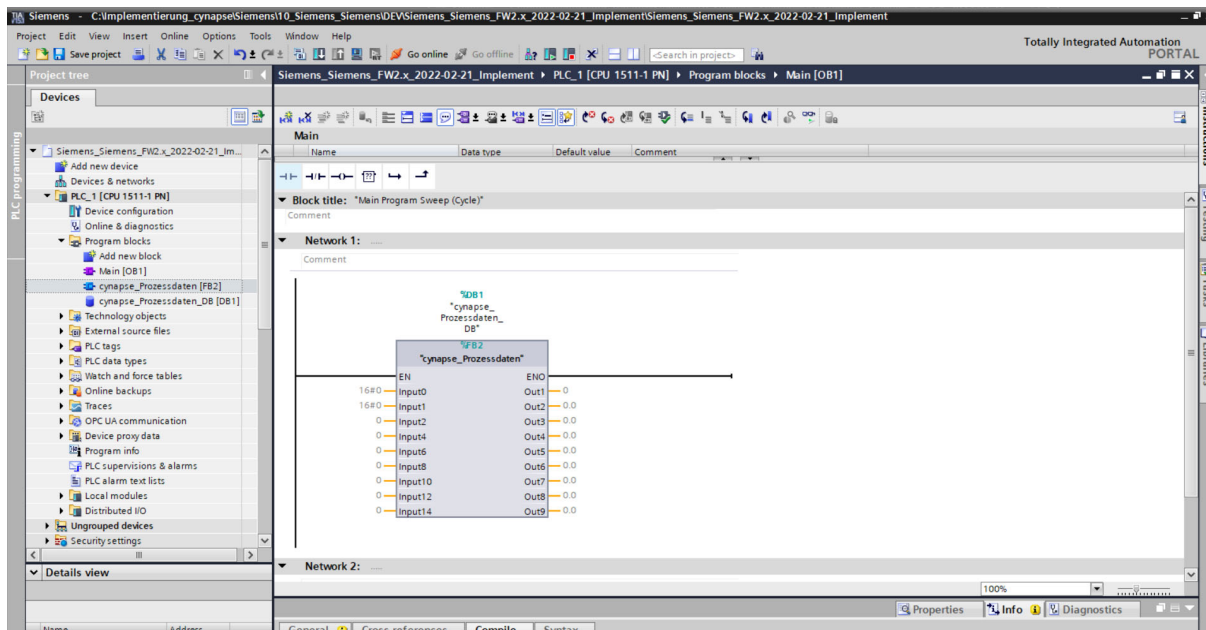 Siemens - C:\Implementierung_cynapse\Siemens\10_Siemens_Siemens\DEV\Siemens_Siemens_FW2.x_2022-02-21_Implement\Siemens_Siemens_FW2.x_2022-02-21_Implement
Project Edit View Insert Online Options Tools Window Help
Totally Integrated Automation
PORTAL
Save project Go online Go offline <Search in project>
Project tree
Siemens_Siemens_FW2.x_2022-02-21_Implement PLC_1 [CPU 1511-1 PN] Program blocks Main [OB1]
Devices
PLC programming
Siemens_Siemens_FW2.x_2022-02-21_Im...
Add new device
Devices & networks
PLC_1 [CPU 1511-1 PN]
Device configuration
Online & diagnostics
Program blocks
Add new block
Main [OB1]
cynapse_Prozessdaten [FB2]
cynapse_Prozessdaten_DB [DB1]
Technology objects
External source files
PLC tags
PLC data types
Watch and force tables
Online backups
Traces
OPC UA communication
Device proxy data
Program info
PLC supervisions & alarms
PLC alarm text lists
Local modules
Distributed I/O
Ungrouped devices
Security settings
Details view
Name Address
Main
Name Data type Default value Comment
Block title: "Main Program Sweep (Cycle)"
Comment
Network 1: .....
Comment
%DB1
"cynapse_
Prozessdaten_
DB"
%FB2
"cynapse_Prozessdaten"
EN ENO
16#0 Input0 Out1 0
16#0 Input1 Out2 0.0
0 Input2 Out3 0.0
0 Input4 Out4 0.0
0 Input6 Out5 0.0
0 Input8 Out6 0.0
0 Input10 Out7 0.0
0 Input12 Out8 0.0
0 Input14 Out9 0.0
Network 2: .....
100%
Properties Info Diagnostics
General Cross-references Compile Syntax